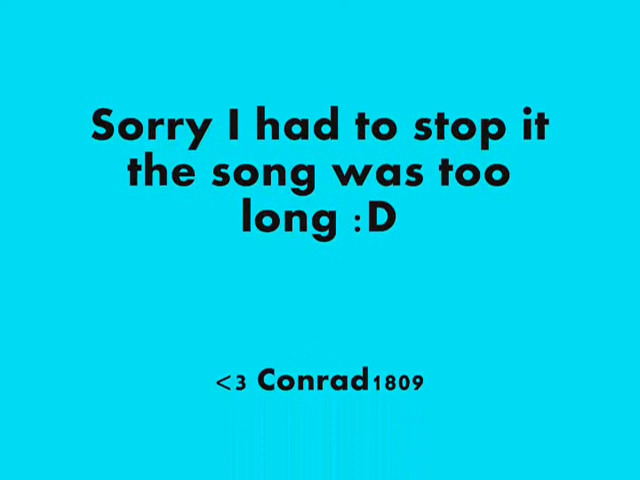 Sorry I had to stop it
the song was too
long :D
<3 Conrad1809